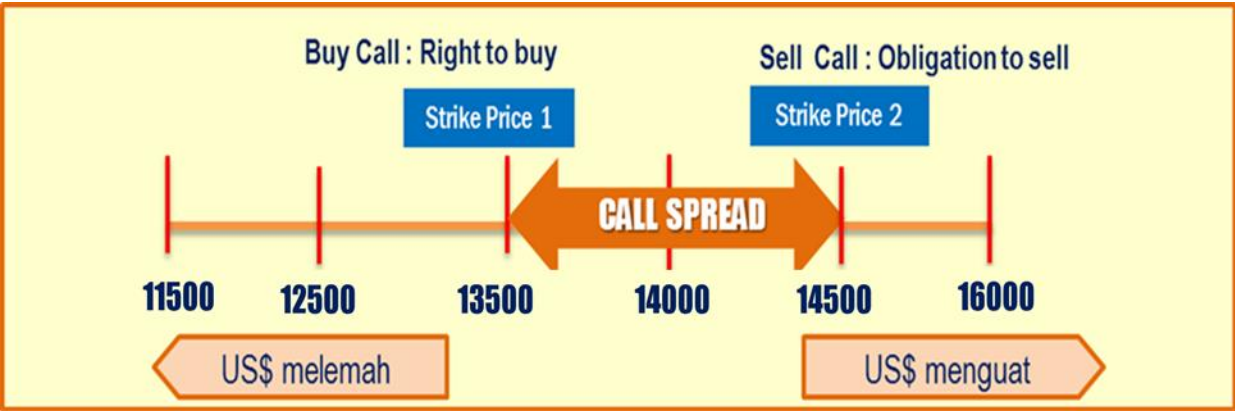 Buy Call : Right to buy
Sell Call : Obligation to sell
Strike Price 1
Strike Price 2
CALL SPREAD
11500
12500
13500
14000
14500
16000
US$ melemah
US$ menguat